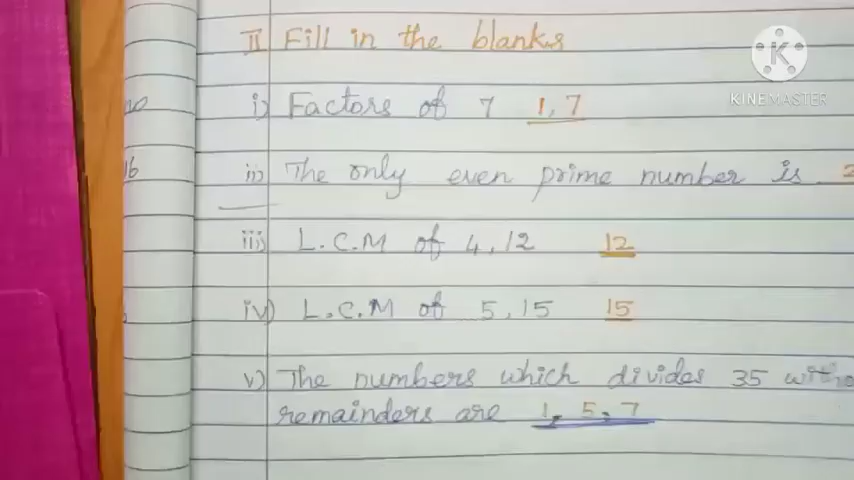 II Fill in the blanks
KINEMASTER
i) Factors of 7 1, 7
16
ii) The only even prime number is 2
iii) L.C.M of 4, 12 12
iv) L.C.M of 5, 15 15
v) The numbers which divides 35
remainders are 1, 5, 7